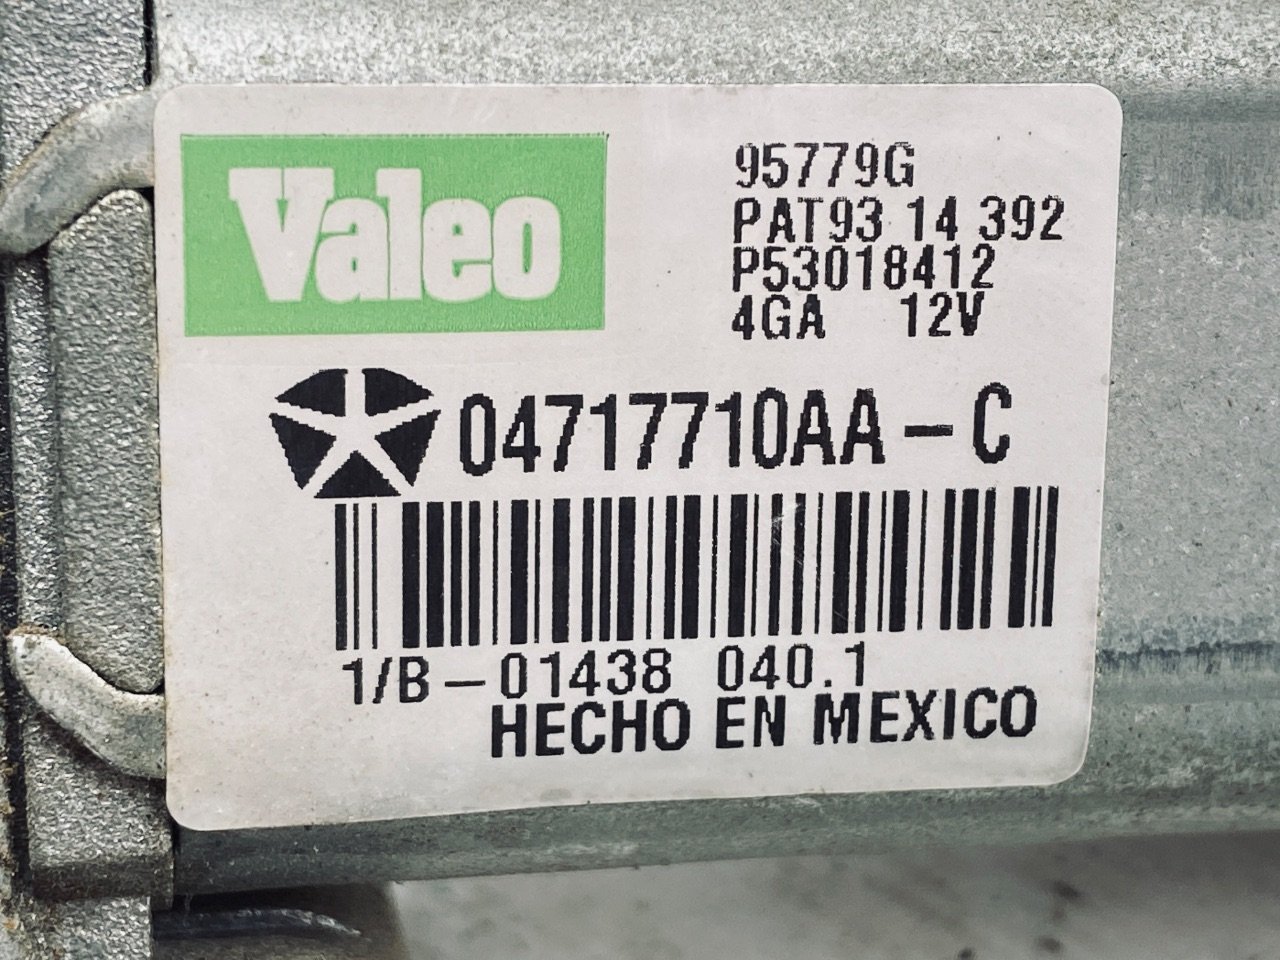 Valeo
95779G
PAT93 14 392
P53018412
4GA 12V
04717710AA-C
1/B-01438 040.1
HECHO EN MEXICO